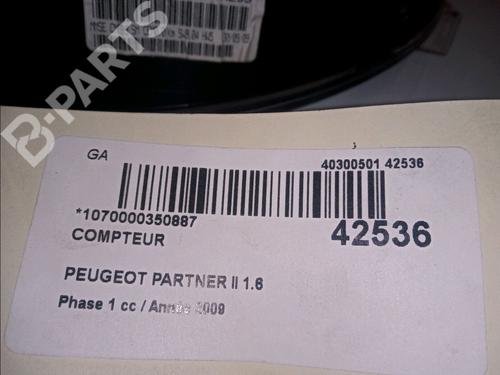 B-PARTS
GA
40300501 42536
*1070000350887
42536
COMPTEUR
PEUGEOT PARTNER II 1.6
Phase 1 cc / Année 2009